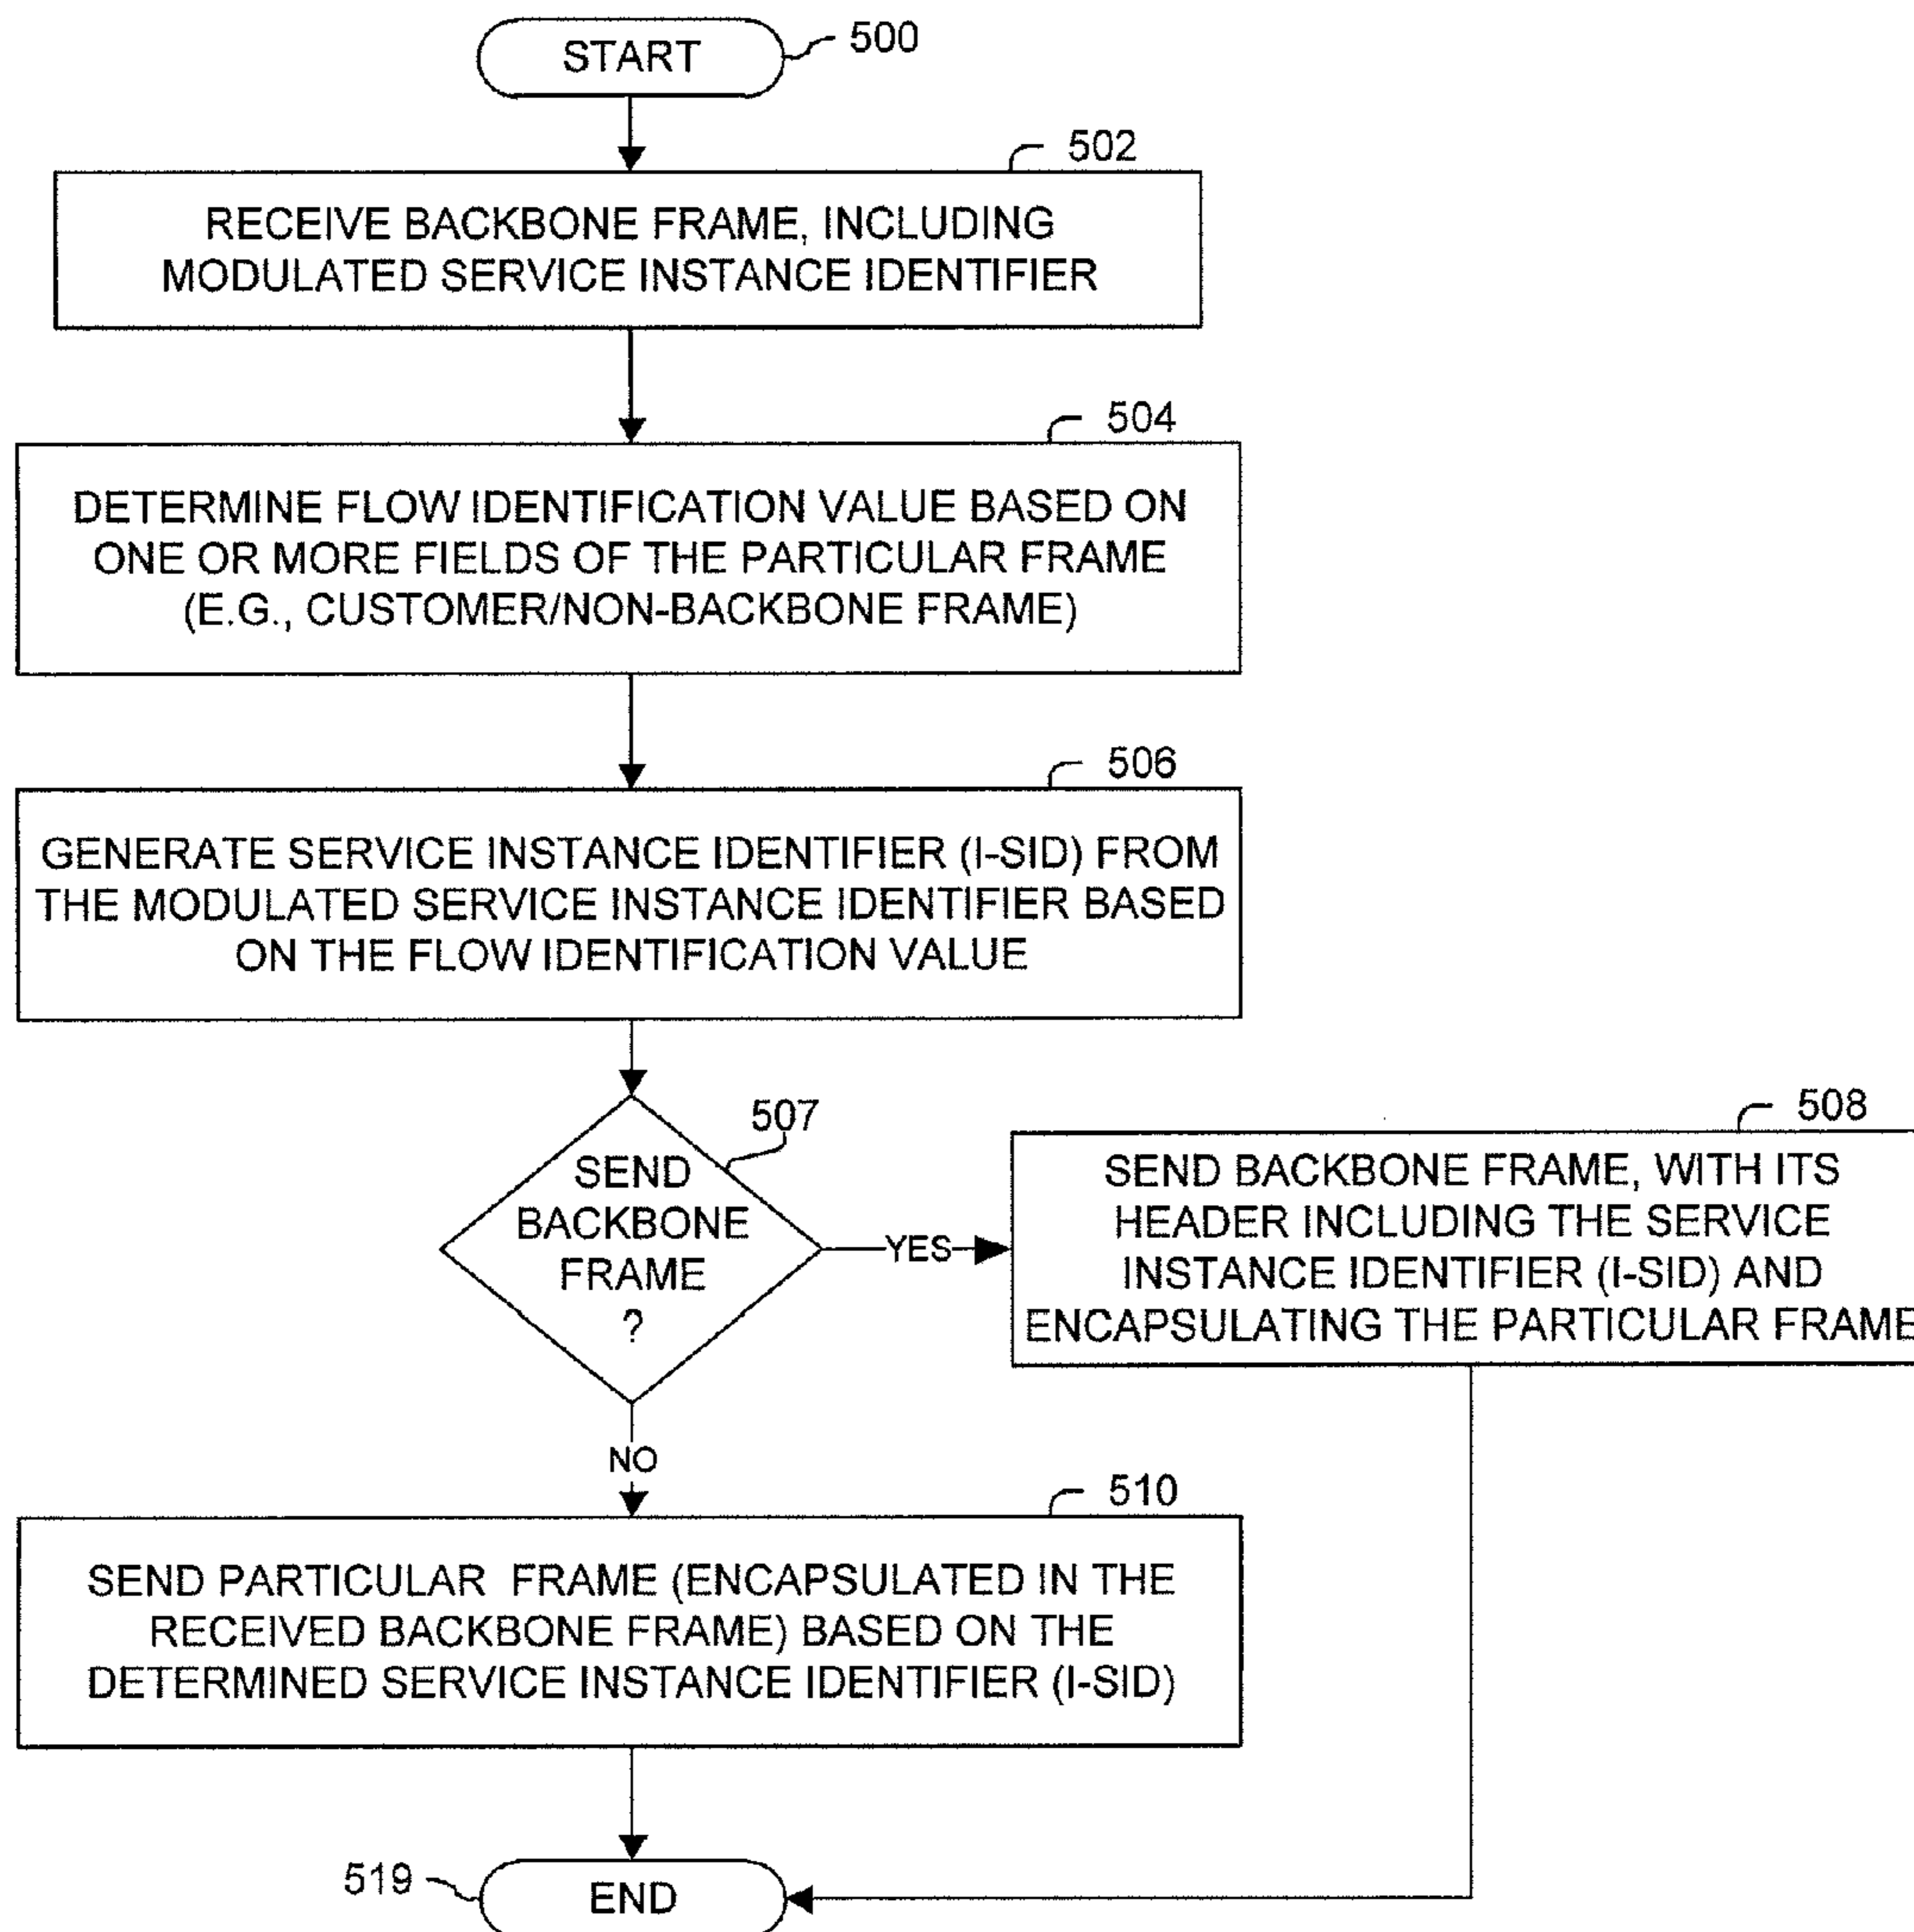 START
500
502
RECEIVE BACKBONE FRAME, INCLUDING
MODULATED SERVICE INSTANCE IDENTIFIER
504
DETERMINE FLOW IDENTIFICATION VALUE BASED ON
ONE OR MORE FIELDS OF THE PARTICULAR FRAME
(E.G., CUSTOMER/NON-BACKBONE FRAME)
506
GENERATE SERVICE INSTANCE IDENTIFIER (I-SID) FROM
THE MODULATED SERVICE INSTANCE IDENTIFIER BASED
ON THE FLOW IDENTIFICATION VALUE
507
SEND
BACKBONE
FRAME
?
YES
508
SEND BACKBONE FRAME, WITH ITS
HEADER INCLUDING THE SERVICE
INSTANCE IDENTIFIER (I-SID) AND
ENCAPSULATING THE PARTICULAR FRAME
NO
510
SEND PARTICULAR FRAME (ENCAPSULATED IN THE
RECEIVED BACKBONE FRAME) BASED ON THE
DETERMINED SERVICE INSTANCE IDENTIFIER (I-SID)
519
END